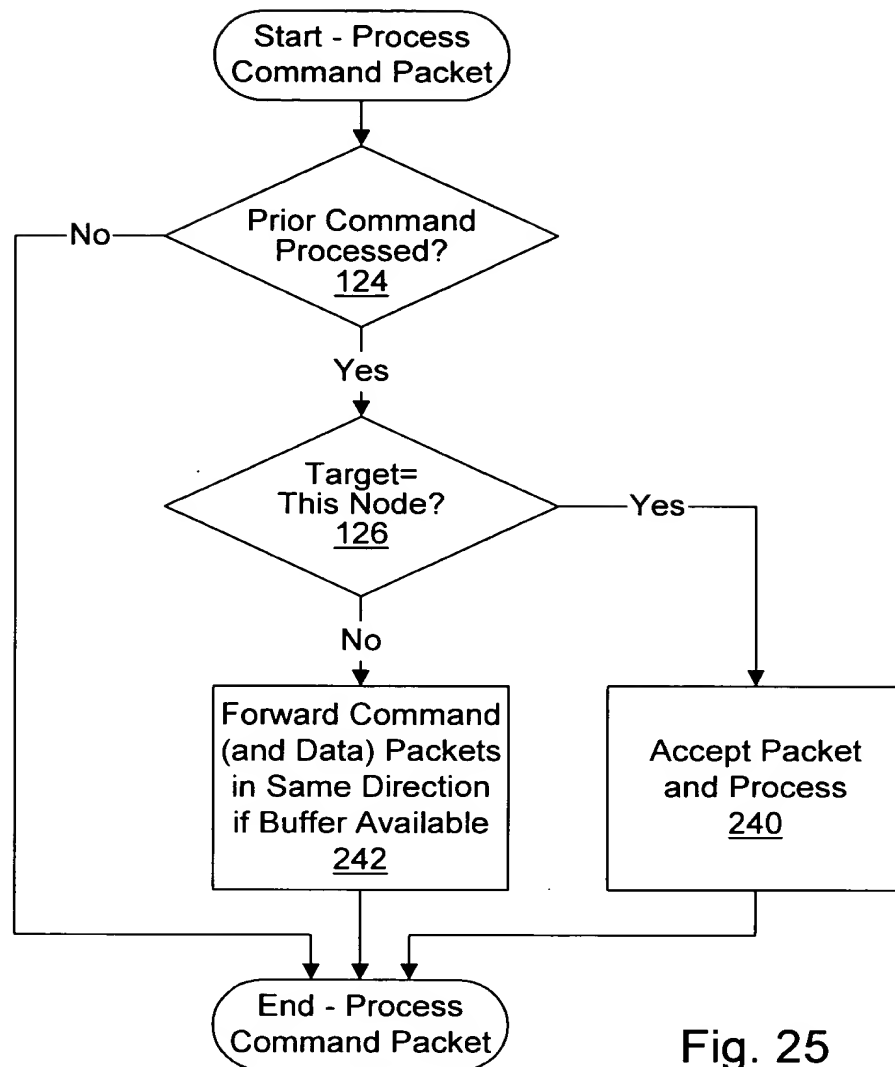 Start - Process
Command Packet
Prior Command
Processed?
124
No
Yes
Target=
This Node?
126
Yes
No
Forward Command
(and Data) Packets
in Same Direction
if Buffer Available
242
Accept Packet
and Process
240
End - Process
Command Packet
Fig. 25